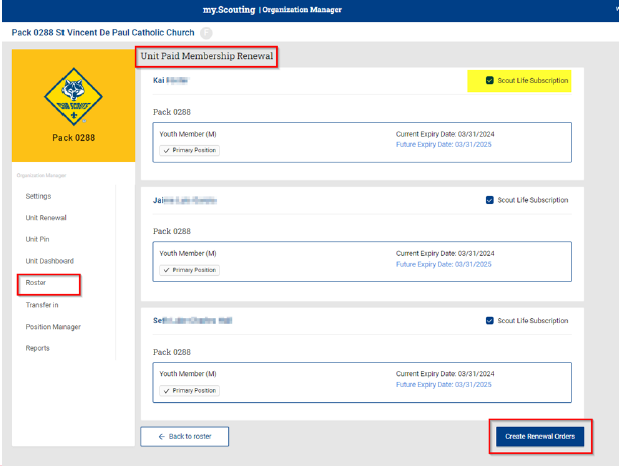 my.Scouting | Organization Manager
Pack 0288 St Vincent De Paul Catholic Church
Unit Paid Membership Renewal
Pack 0288
Organization Manager
Settings
Unit Renewal
Unit Pin
Unit Dashboard
Roster
Transfer in
Position Manager
Reports
Kai
Scout Life Subscription
Pack 0288
Youth Member (M)
Current Expiry Date: 03/31/2024
Primary Position
Future Expiry Date: 03/31/2025
Scout Life Subscription
Pack 0288
Youth Member (M)
Current Expiry Date: 03/31/2024
Primary Position
Future Expiry Date: 03/31/2025
Scout Life Subscription
Pack 0288
Youth Member (M)
Current Expiry Date: 03/31/2024
Primary Position
Future Expiry Date: 03/31/2025
← Back to roster
Create Renewal Orders